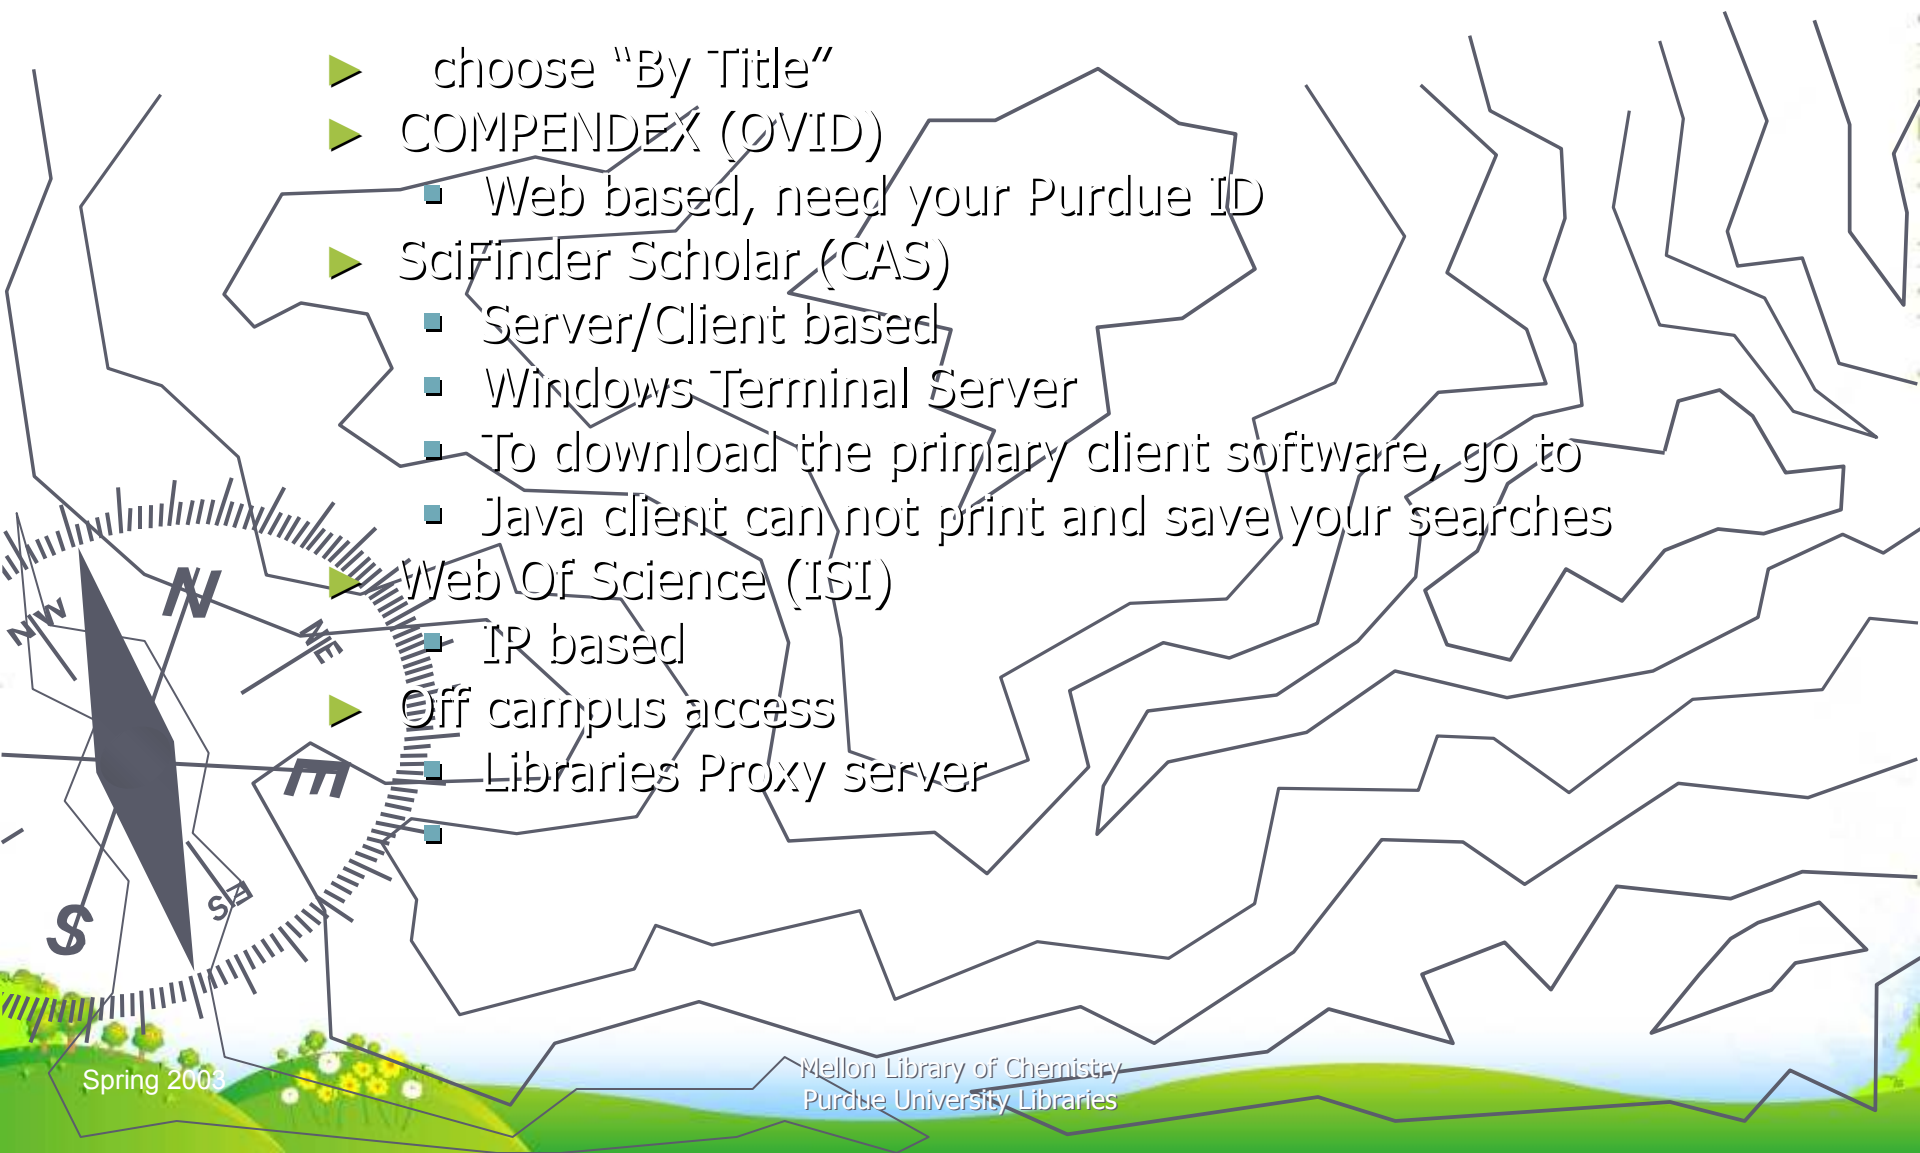 choose “By Title”
COMPENDEX (OVID)
Web based, need your Purdue ID
SciFinder Scholar (CAS)
Server/Client based
Windows Terminal Server
To download the primary client software, go to
Java client can not print and save your searches
Web Of Science (ISI)
IP based
Off campus access
Libraries Proxy server
N
NW
NE
E
SE
S
Spring 2003
Mellon Library of Chemistry
Purdue University Libraries